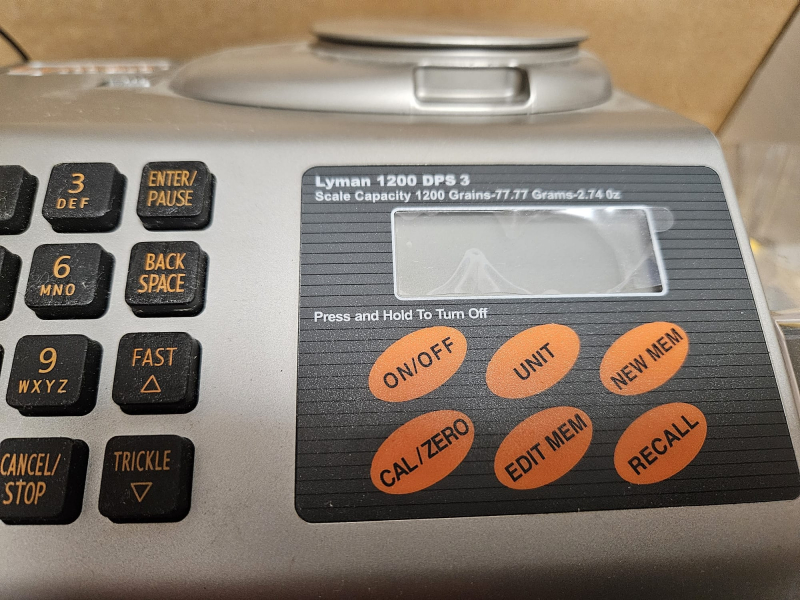 3
DEF
ENTER/
PAUSE
6
MNO
BACK
SPACE
9
WXYZ
FAST
CANCEL/
STOP
TRICKLE
Lyman 1200 DPS 3
Scale Capacity 1200 Grains-77.77 Grams-2.74 0z
Press and Hold To Turn Off
ON/OFF
UNIT
NEW MEM
CAL/ZERO
EDIT MEM
RECALL